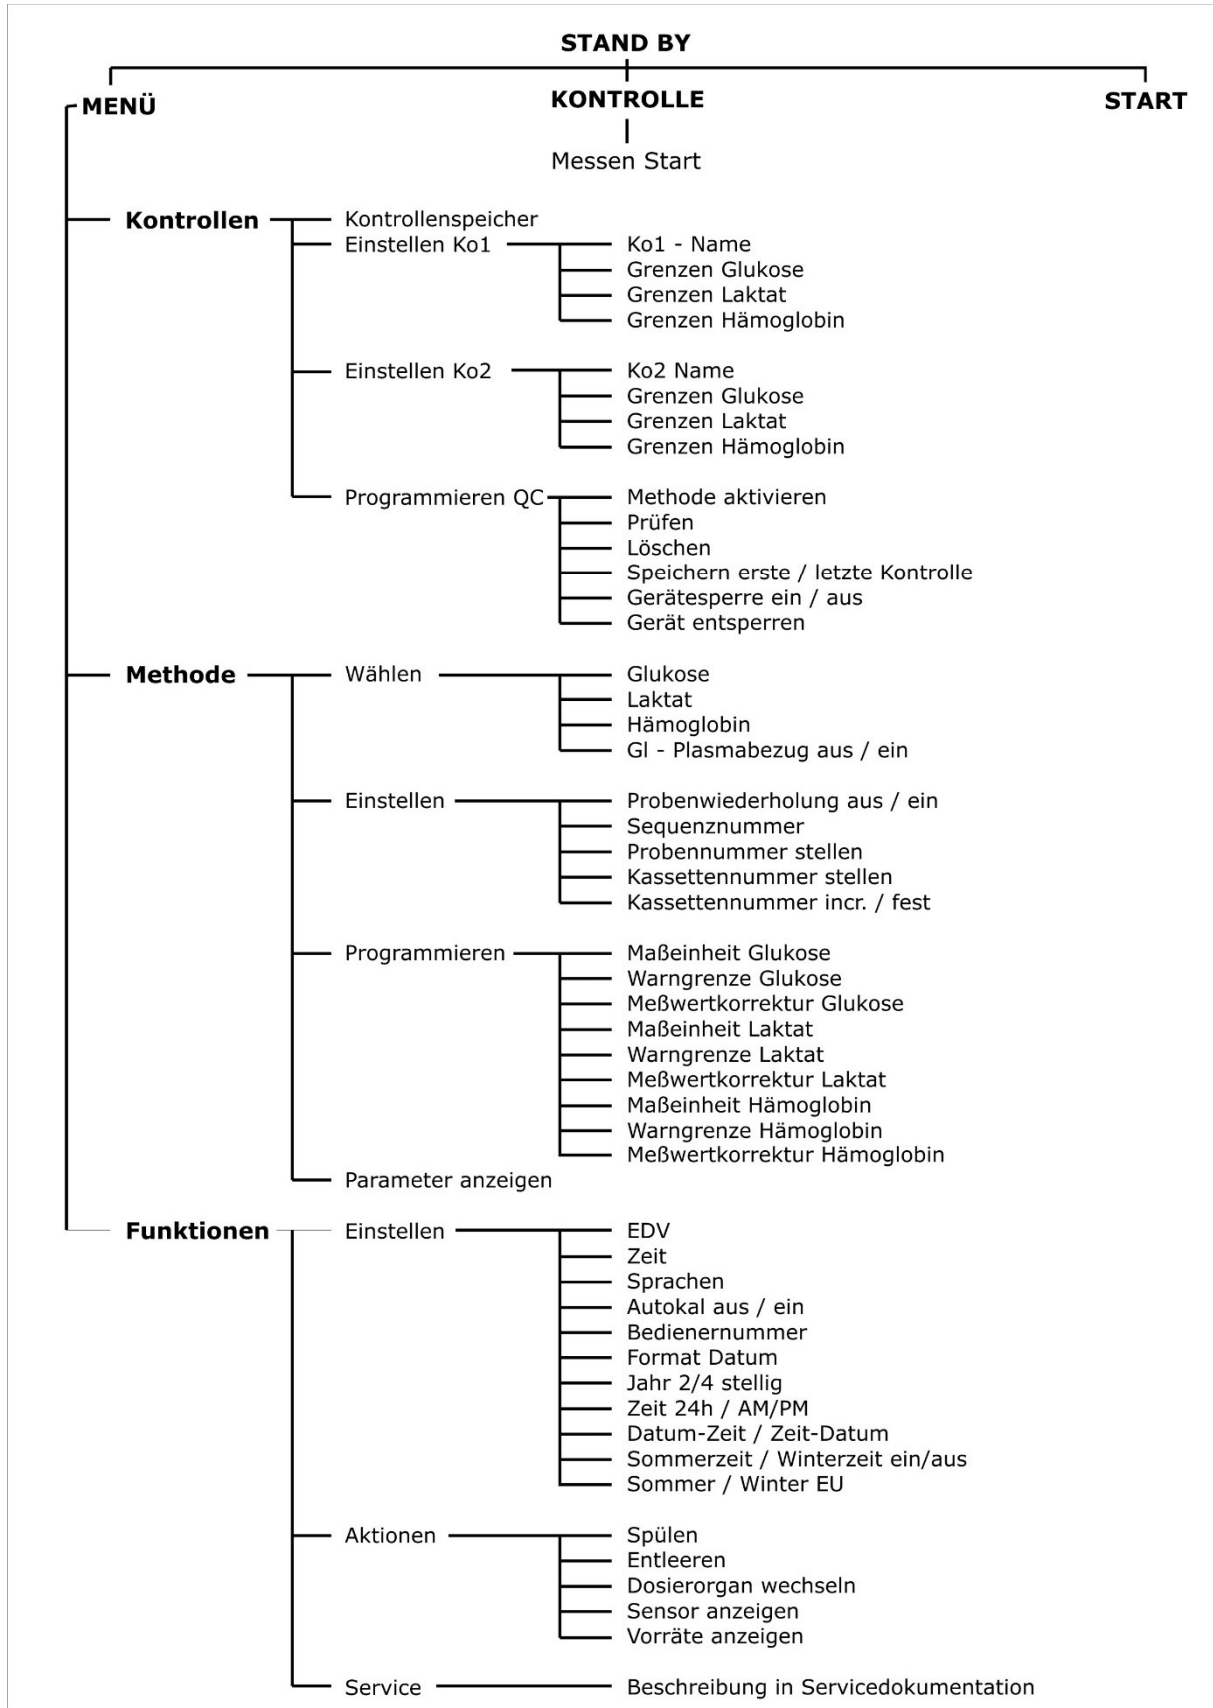 STAND BY
MENÜ KONTROLLE START
Messen Start
Kontrollen Kontrollenspeicher
Einstellen Ko1 Ko1 - Name
Grenzen Glukose
Grenzen Laktat
Grenzen Hämoglobin
Einstellen Ko2 Ko2 Name
Grenzen Glukose
Grenzen Laktat
Grenzen Hämoglobin
Programmieren QC Methode aktivieren
Prüfen
Löschen
Speichern erste / letzte Kontrolle
Gerätesperre ein / aus
Gerät entsperren
Methode Wählen Glukose
Laktat
Hämoglobin
Gl - Plasmabezug aus / ein
Einstellen Probenwiederholung aus / ein
Sequenznummer
Probennummer stellen
Kassettennummer stellen
Kassettennummer incr. / fest
Programmieren Maßeinheit Glukose
Warngrenze Glukose
Meßwertkorrektur Glukose
Maßeinheit Laktat
Warngrenze Laktat
Meßwertkorrektur Laktat
Maßeinheit Hämoglobin
Warngrenze Hämoglobin
Meßwertkorrektur Hämoglobin
Parameter anzeigen
Funktionen Einstellen EDV
Zeit
Sprachen
Autokal aus / ein
Bedienernummer
Format Datum
Jahr 2/4 stellig
Zeit 24h / AM/PM
Datum-Zeit / Zeit-Datum
Sommerzeit / Winterzeit ein/aus
Sommer / Winter EU
Aktionen Spülen
Entleeren
Dosierorgan wechseln
Sensor anzeigen
Vorräte anzeigen
Service Beschreibung in Servicedokumentation